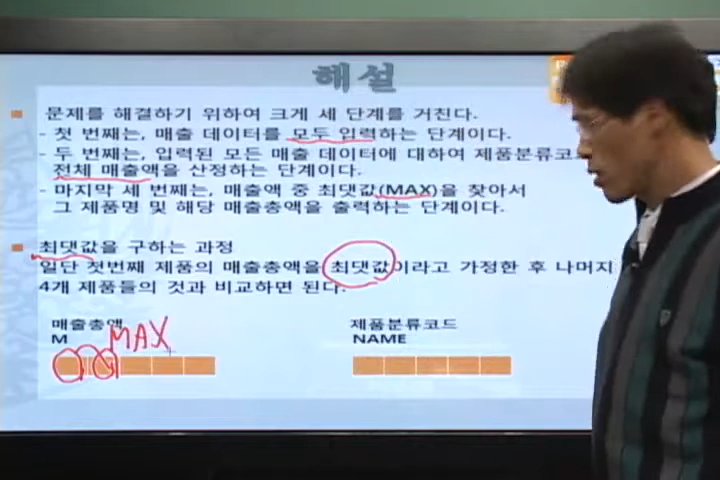 해설
문제를 해결하기 위하여 크게 세 단계를 거친다.
- 첫 번째는, 매출 데이터를 모두 입력하는 단계이다.
- 두 번째는, 입력된 모든 매출 데이터에 대하여 제품분류코
전체 매출액을 산정하는 단계이다.
- 마지막 세 번째는, 매출액 중 최댓값(MAX)을 찾아서
그 제품명 및 해당 매출총액을 출력하는 단계이다.
최댓값을 구하는 과정
일단 첫번째 제품의 매출총액을 최댓값이라고 가정한 후 나머지
4개 제품들의 것과 비교하면 된다.
매출총액 제품분류코드
M MAX NAME